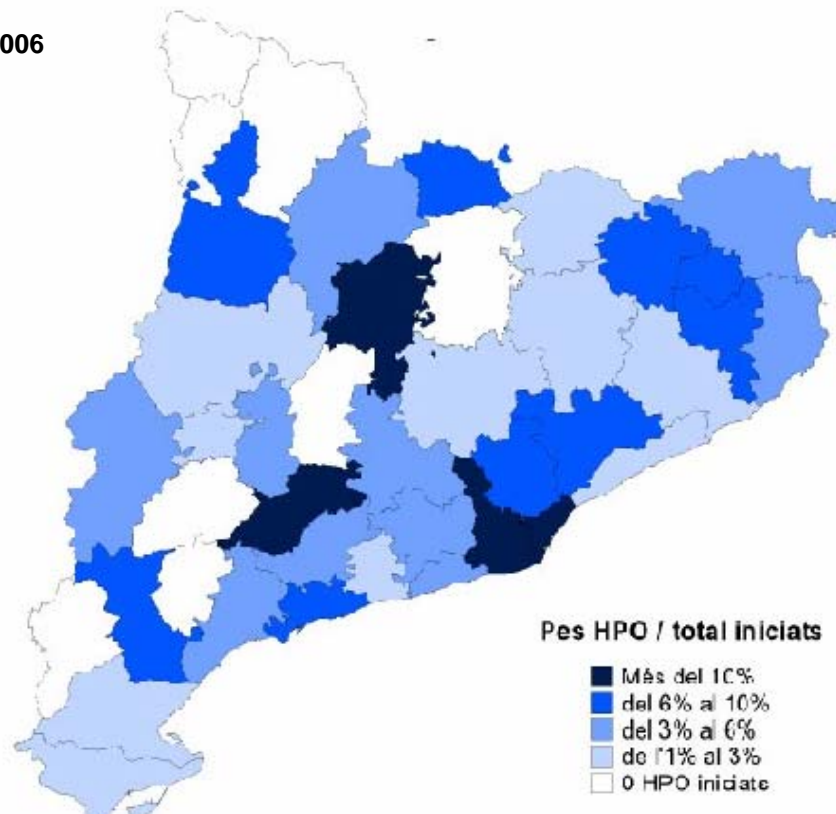 006
Pes HPO / total iniciats
Més del 10%
del 6% al 10%
del 3% al 6%
de l'1% al 3%
0 HPO iniciats